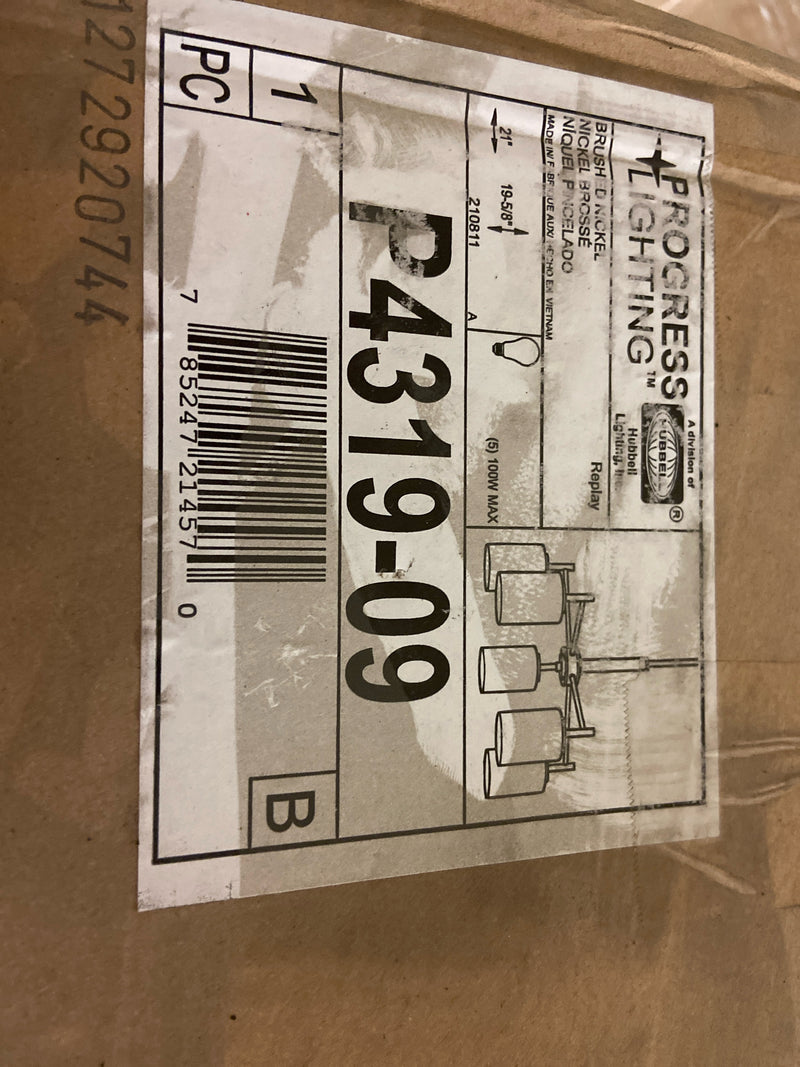 PROGRESS
LIGHTING™
A division of
HUBBELL ®
Hubbell
Lighting, Inc.
BRUSHED NICKEL
NICKEL BROSSÉ
NIQUEL PINCELADO
Replay
MADE IN/ VIETNAM
21"
19-5/8"
210811
A
(5) 100W MAX
P4319-09
1
PC
7 85247 21457 0
B
127292074 4